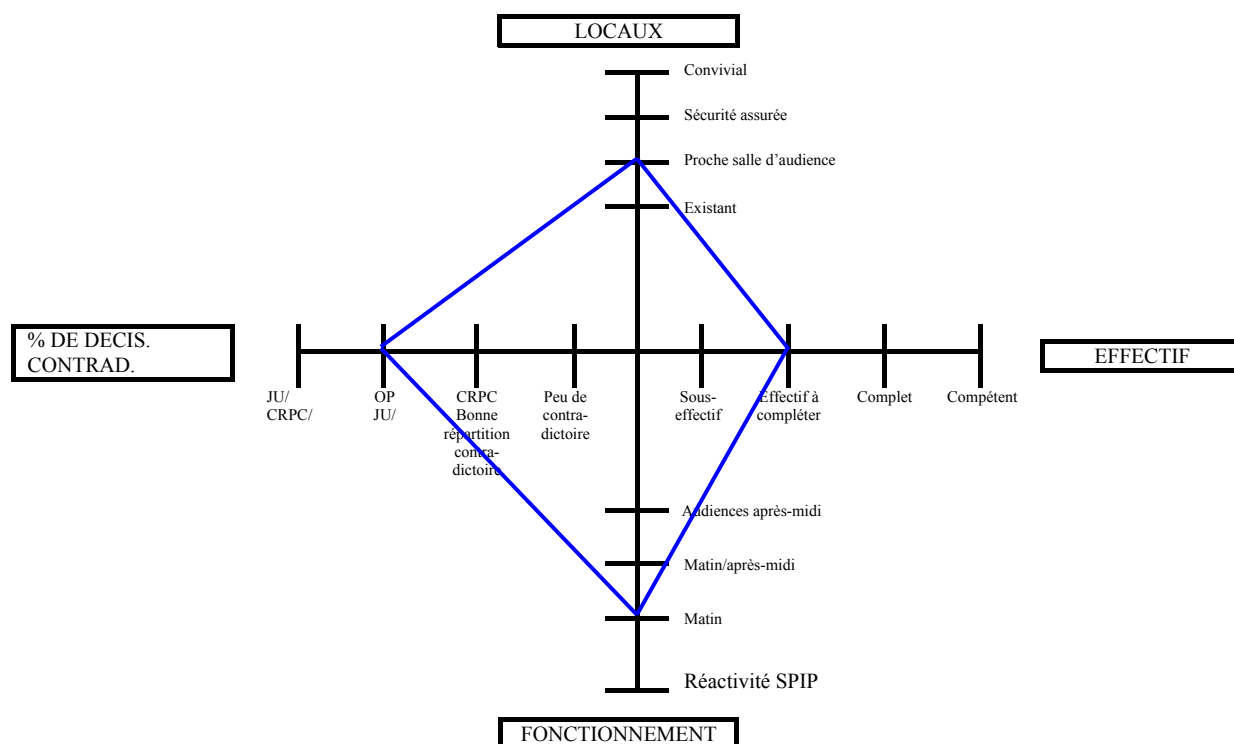 LOCAUX
Convivial
Sécurité assurée
Proche salle d’audience
Existant
% DE DECIS.
CONTRAD.
EFFECTIF
JU/
CRPC/
OP
JU/
CRPC
Bonne
répartition
contra-
dictoire
Peu de
contra-
dictoire
Sous-
effectif
Effectif à
compléter
Complet
Compétent
Audiences après-midi
Matin/après-midi
Matin
Réactivité SPIP
FONCTIONNEMENT